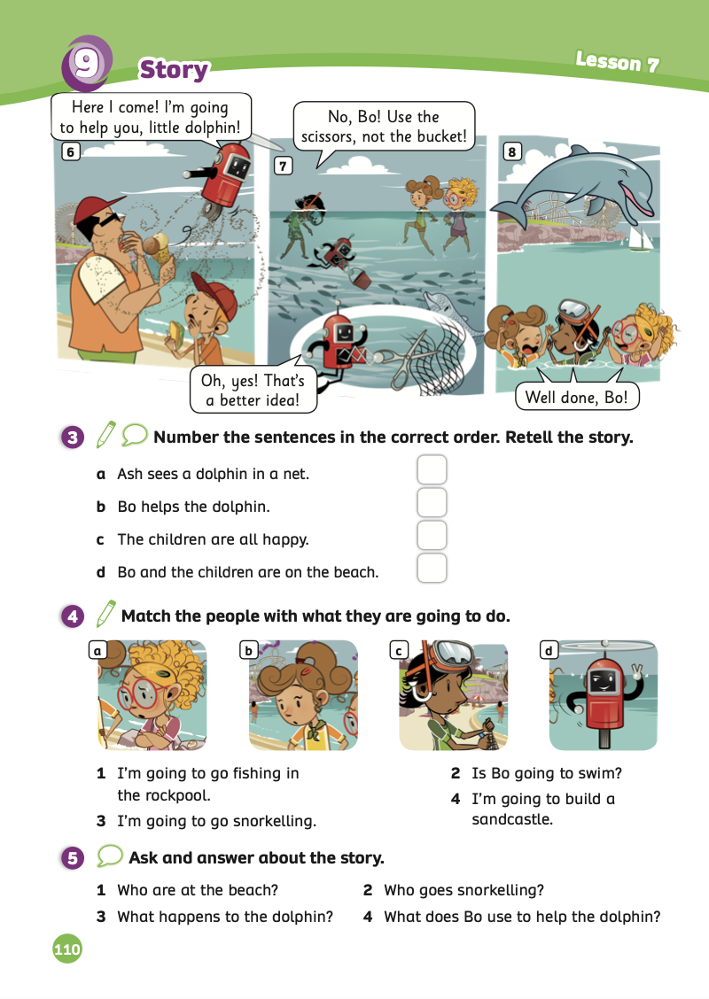 9
Story
Lesson 7
Here I come! I'm going
to help you, little dolphin!
No, Bo! Use the
scissors, not the bucket!
6
7
8
Oh, yes! That's
a better idea!
Well done, Bo!
3 Number the sentences in the correct order. Retell the story.
a Ash sees a dolphin in a net.
b Bo helps the dolphin.
c The children are all happy.
d Bo and the children are on the beach.
4 Match the people with what they are going to do.
a
b
c
d
1 I'm going to go fishing in
the rockpool.
2 Is Bo going to swim?
3 I'm going to go snorkelling.
4 I'm going to build a
sandcastle.
5 Ask and answer about the story.
1 Who are at the beach?
2 Who goes snorkelling?
3 What happens to the dolphin?
4 What does Bo use to help the dolphin?
110